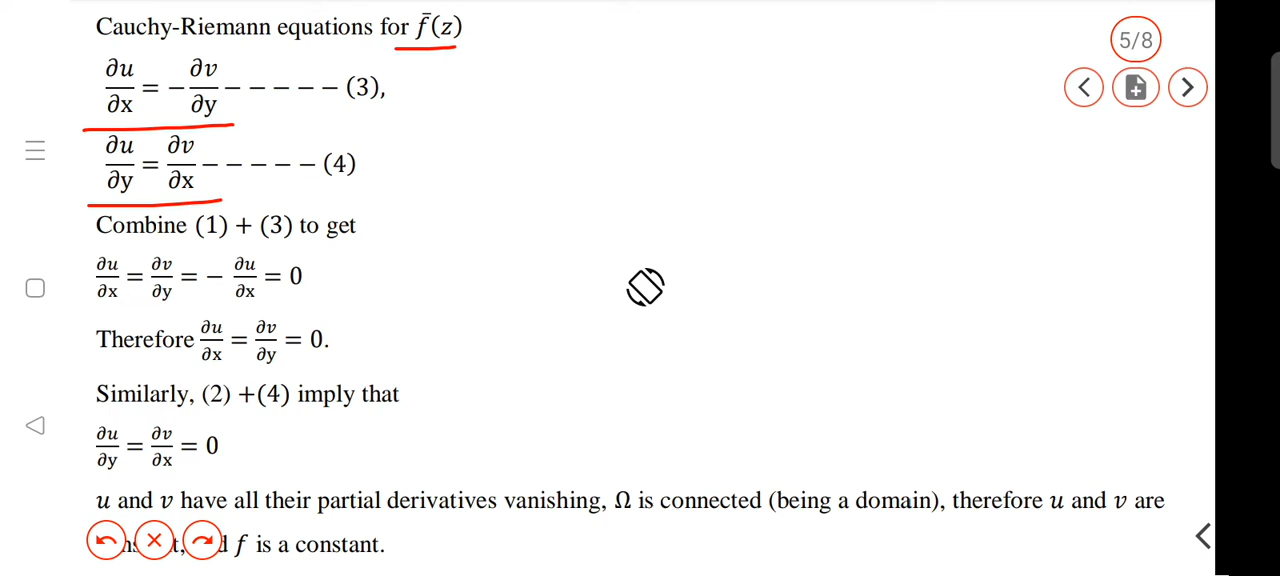 Cauchy-Riemann equations for f̄(z)
∂u/∂x = −∂v/∂y − − − − − (3),
∂u/∂y = ∂v/∂x − − − − − (4)
Combine (1) + (3) to get
∂u/∂x = ∂v/∂y = − ∂u/∂x = 0
Therefore ∂u/∂x = ∂v/∂y = 0.
Similarly, (2) +(4) imply that
∂u/∂y = ∂v/∂x = 0
u and v have all their partial derivatives vanishing, Ω is connected (being a domain), therefore u and v are
f is a constant.
5/8